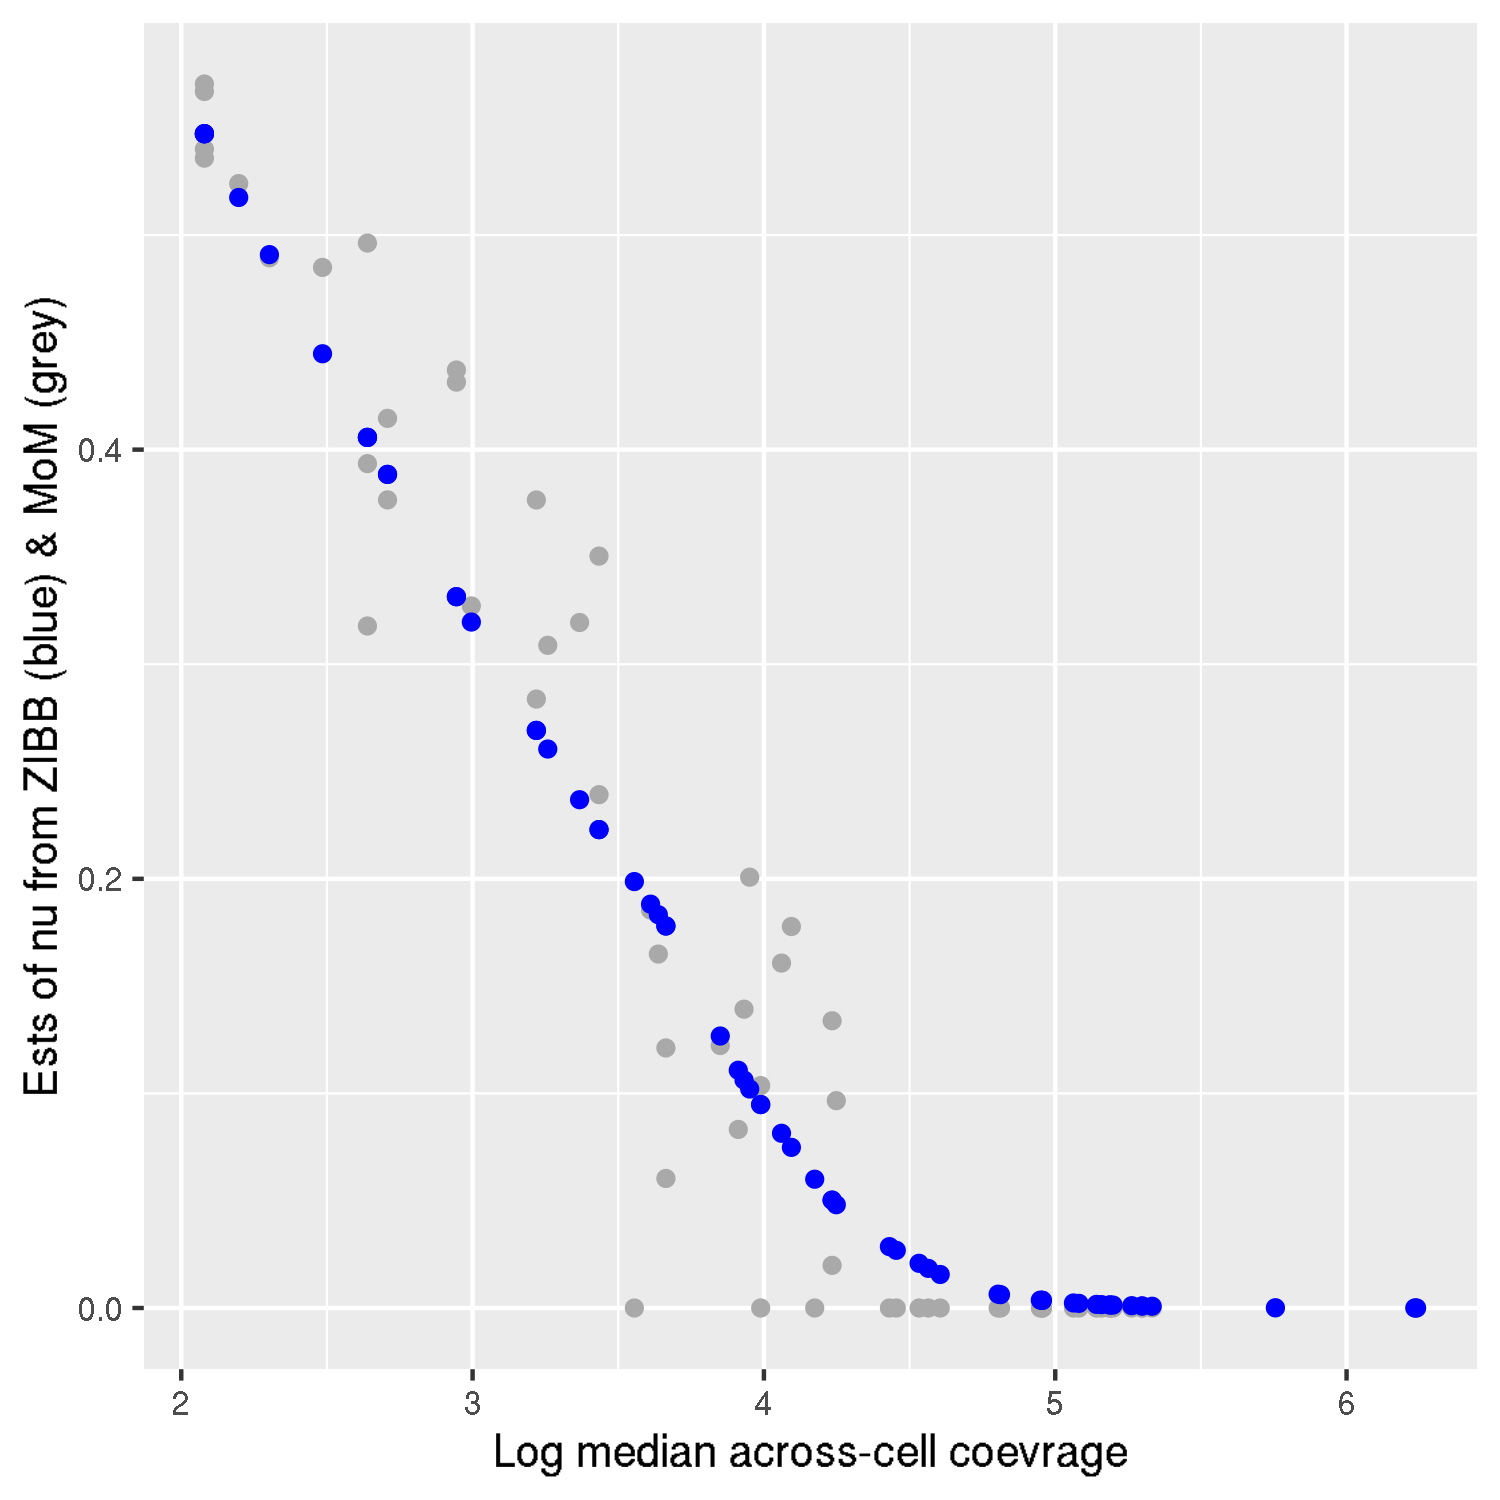 Ests of nu from ZIBB (blue) & MoM (grey)
0.4
0.2
0.0
2 3 4 5 6
Log median across-cell coevrage